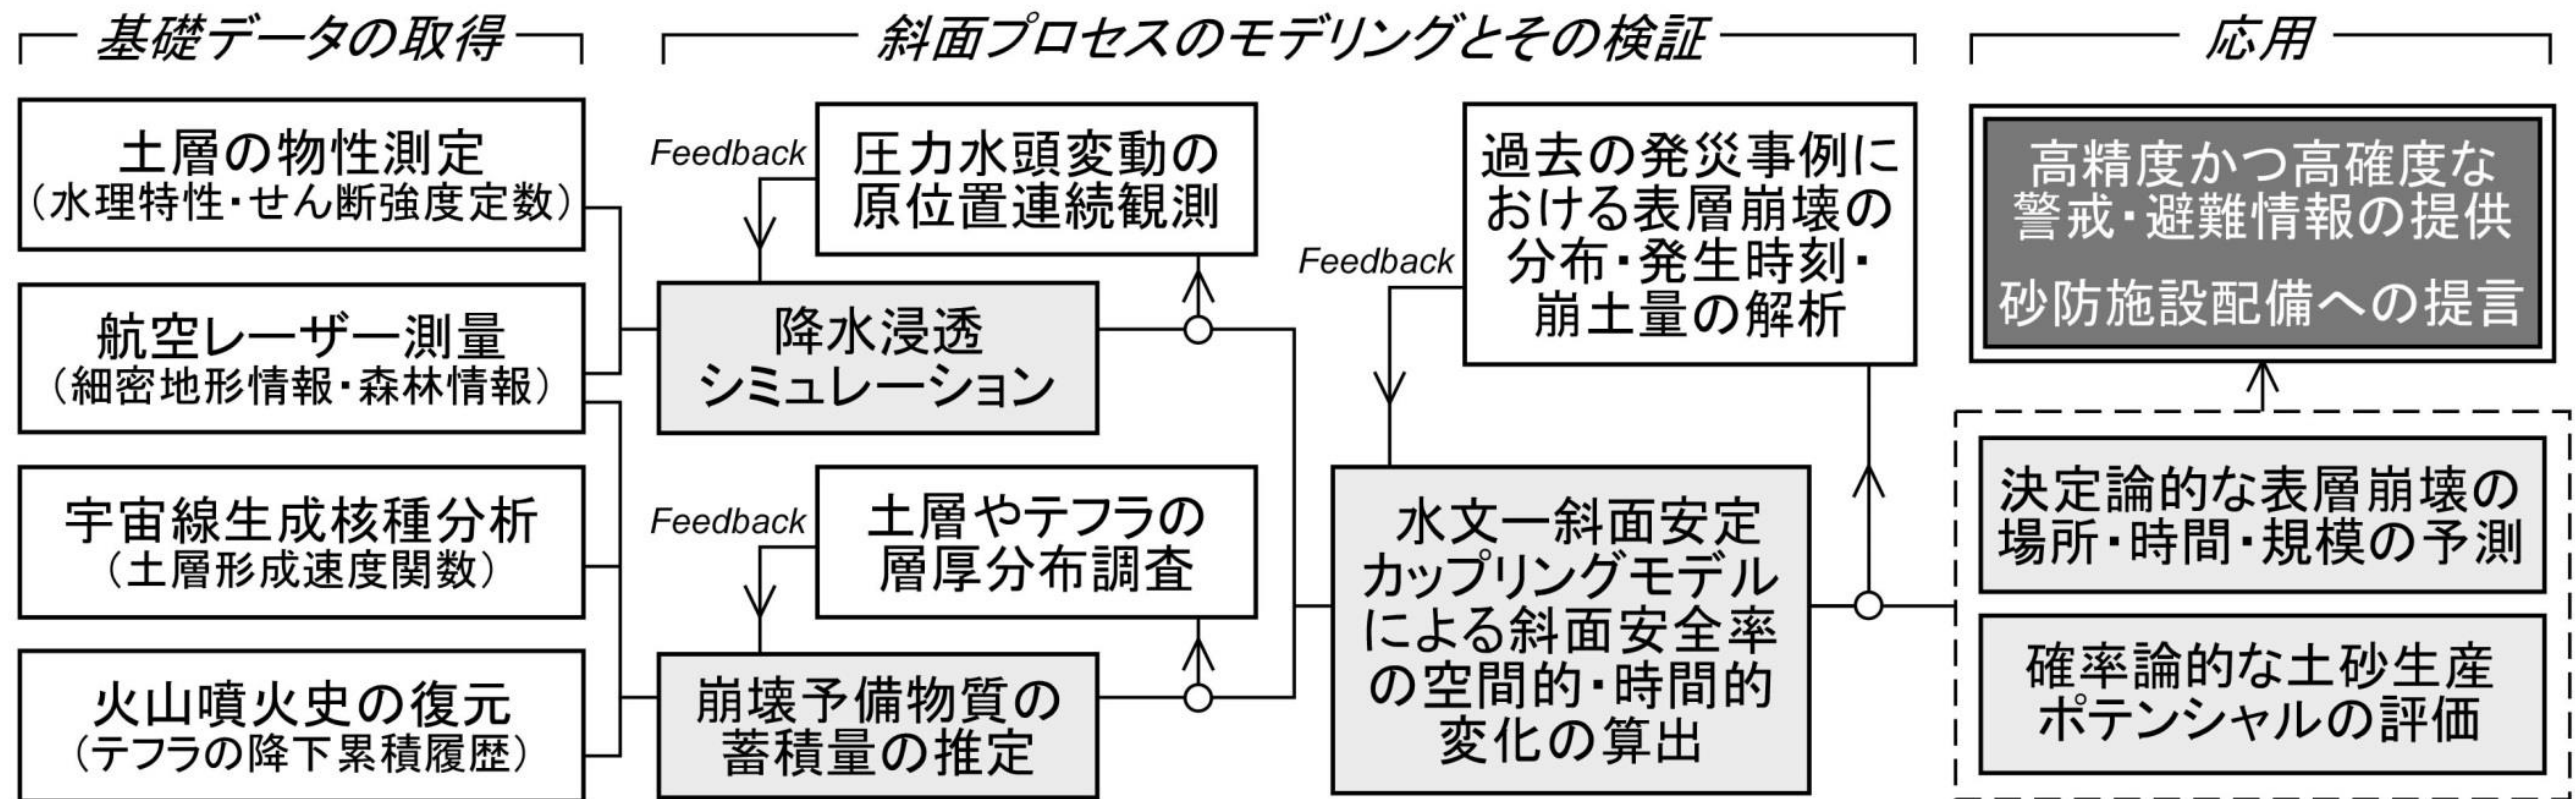 基礎データの取得
土層の物性測定
（水理特性・せん断強度定数）
航空レーザー測量
（細密地形情報・森林情報）
宇宙線生成核種分析
（土層形成速度関数）
火山噴火史の復元
（テフラの降下累積履歴）
斜面プロセスのモデリングとその検証
Feedback
圧力水頭変動の
原位置連続観測
降水浸透
シミュレーション
Feedback
土層やテフラの
層厚分布調査
崩壊予備物質の
蓄積量の推定
Feedback
過去の発災事例に
おける表層崩壊の
分布・発生時刻・
崩土量の解析
水文ー斜面安定
カップリングモデル
による斜面安全率
の空間的・時間的
変化の算出
応用
高精度かつ高確度な
警戒・避難情報の提供
砂防施設配備への提言
決定論的な表層崩壊の
場所・時間・規模の予測
確率論的な土砂生産
ポテンシャルの評価